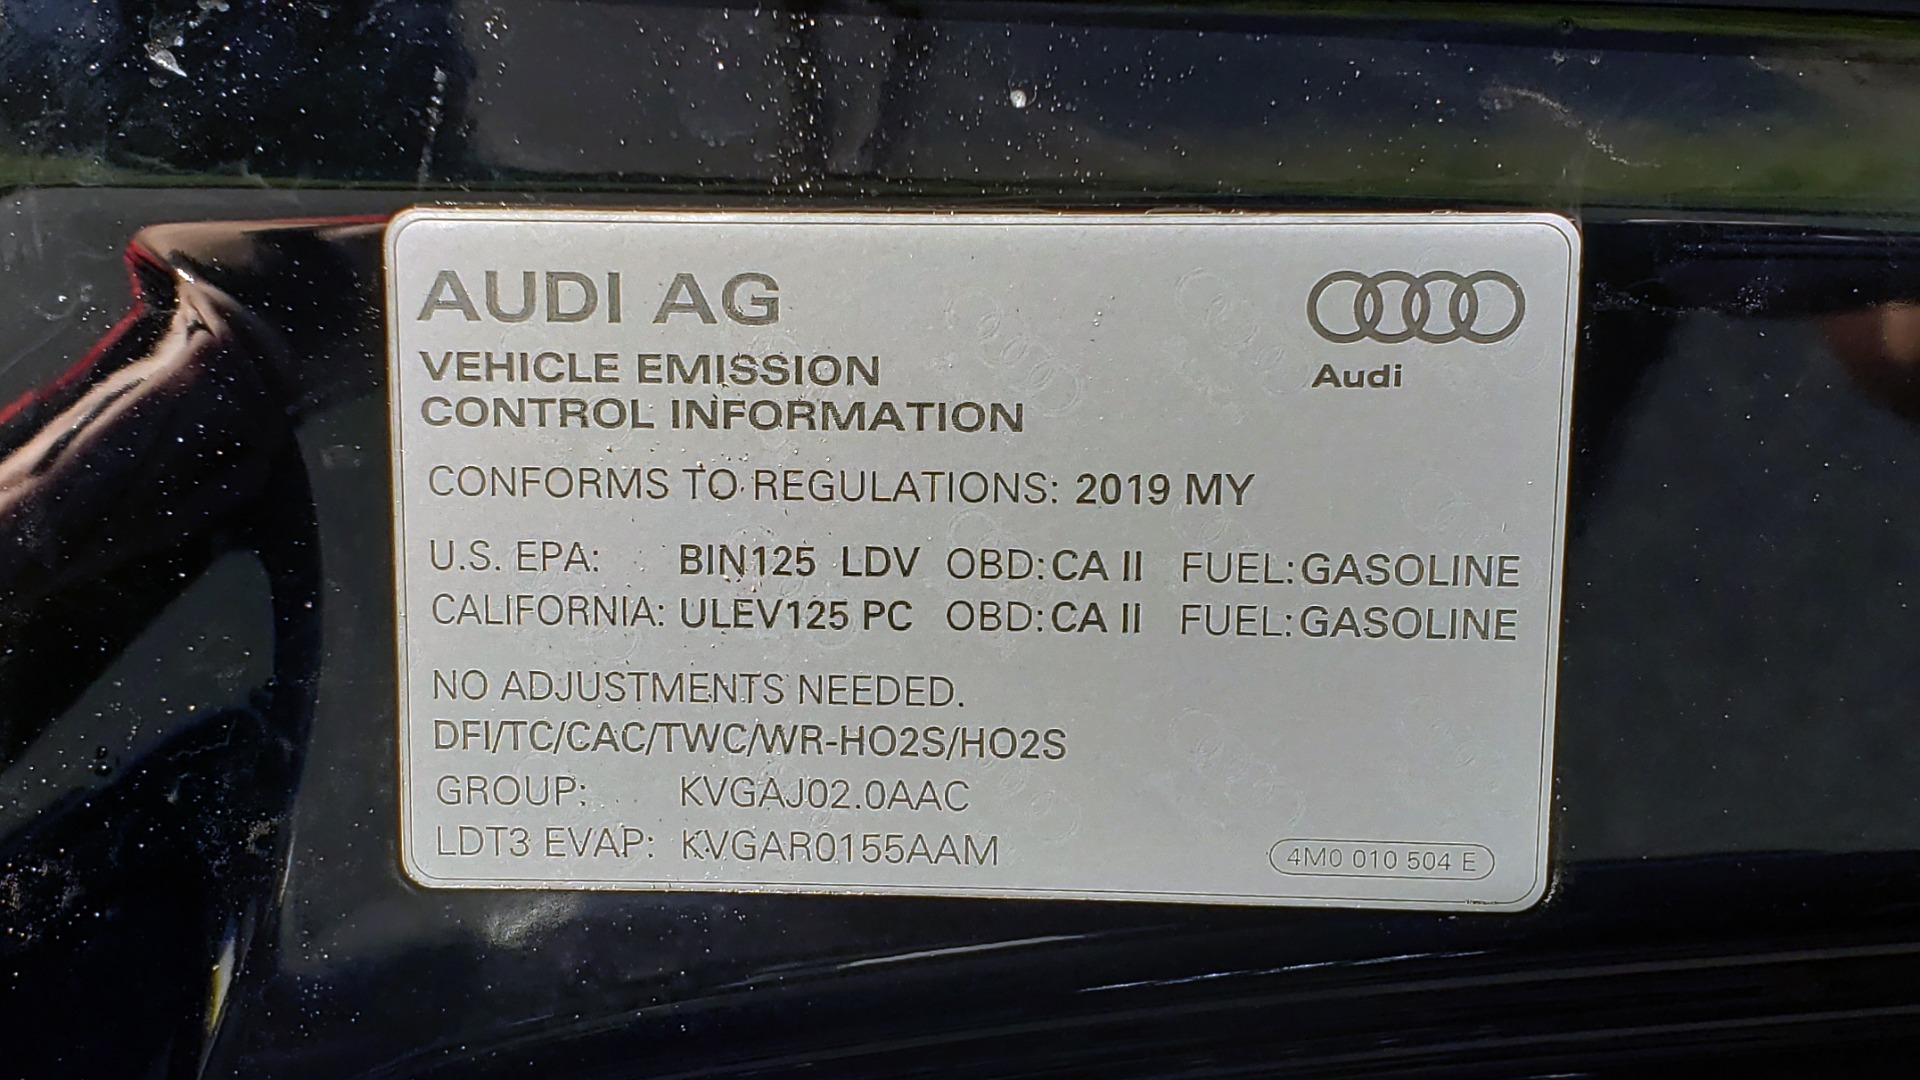 AUDI AG
Audi
VEHICLE EMISSION
CONTROL INFORMATION
CONFORMS TO REGULATIONS: 2019 MY
U.S. EPA: BIN125 LDV OBD:CA II FUEL:GASOLINE
CALIFORNIA: ULEV125 PC OBD:CA II FUEL:GASOLINE
NO ADJUSTMENTS NEEDED.
DFI/TC/CAC/TWC/WR-HO2S/HO2S
GROUP: KVGAJ02.0AAC
LDT3 EVAP: KVGAR0155AAM
4M0 010 504 E